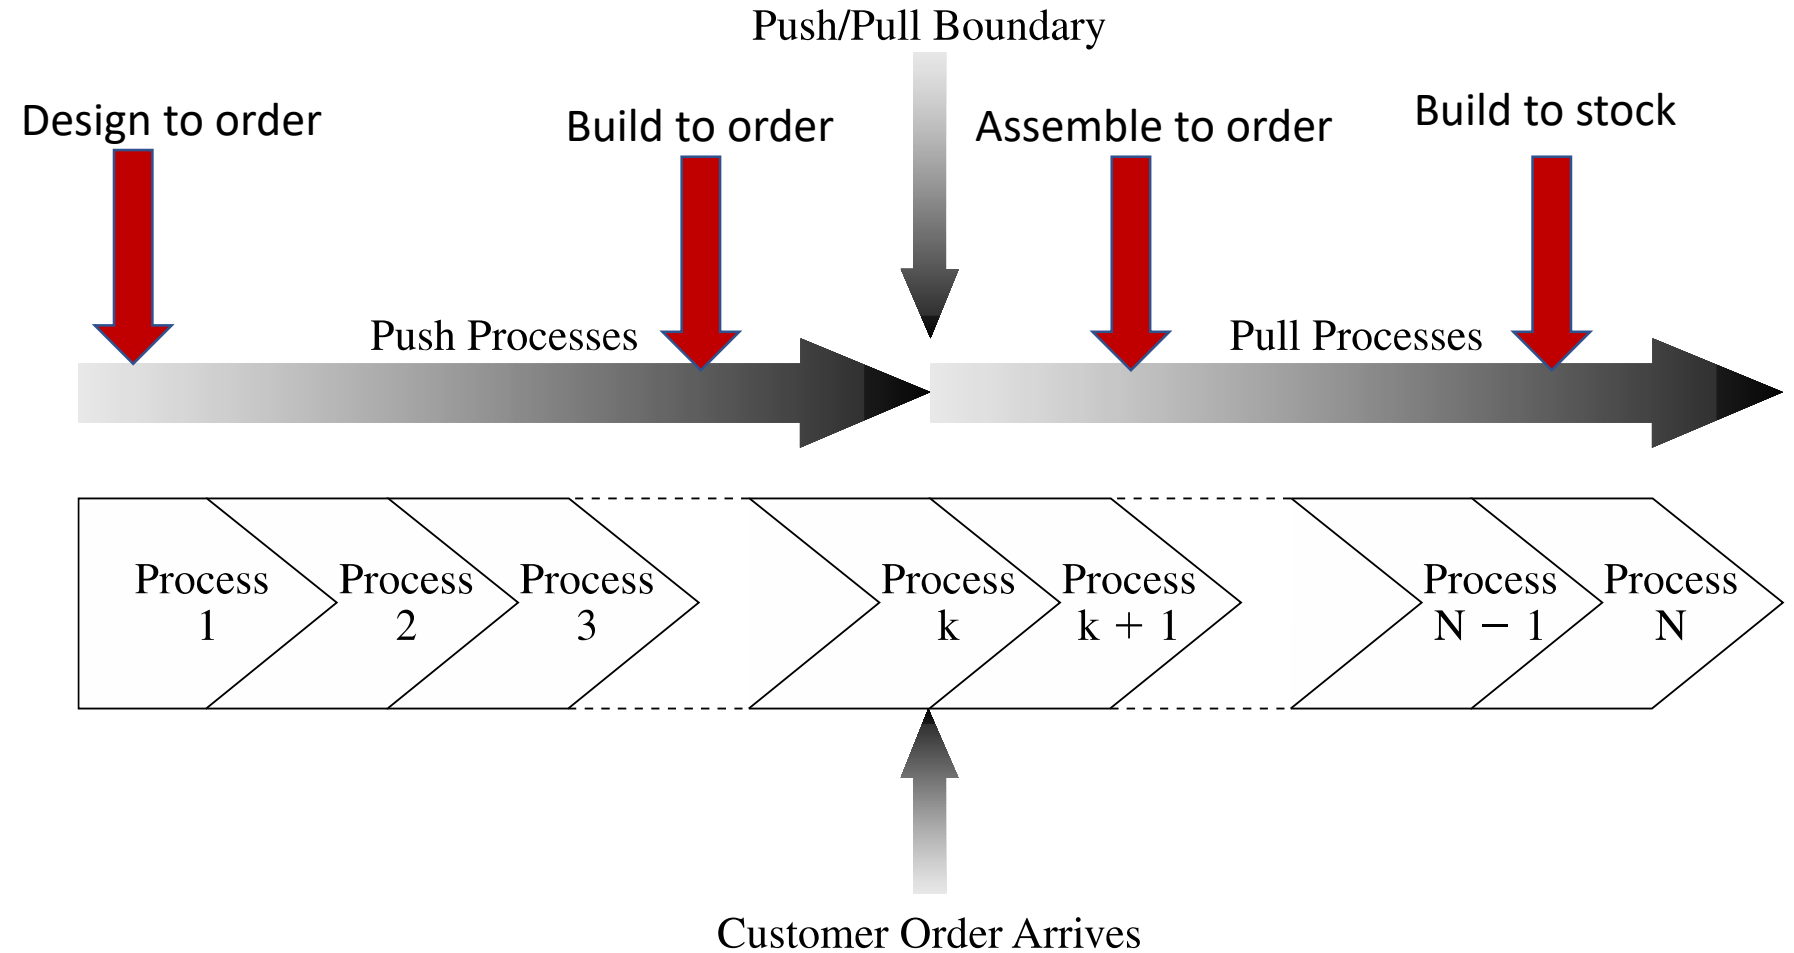 Push/Pull Boundary
Design to order
Build to order
Assemble to order
Build to stock
Push Processes
Pull Processes
Process
1
Process
2
Process
3
Process
k
Process
k + 1
Process
N − 1
Process
N
Customer Order Arrives